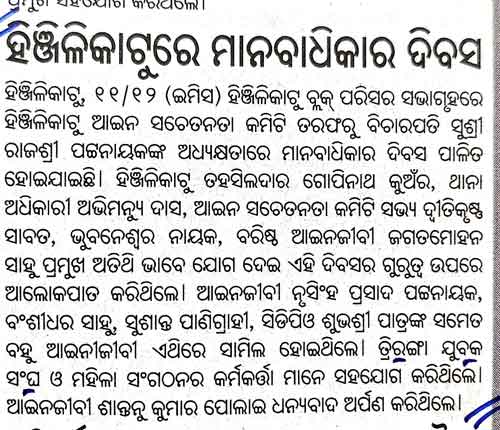 ପ୍ରମୁଖ ସହଯୋଗ କରିଥିଲେ।
ହିଞ୍ଜିଳିକାଟୁରେ ମାନବାଧିକାର ଦିବସ
ହିଞ୍ଜିଳିକାଟୁ, ୧୧/୧୨ (ଇମିସ) ହିଞ୍ଜିଳିକାଟୁ ବ୍ଲକ୍ ପରିସର ସଭାଗୃହରେ
ହିଞ୍ଜିଳିକାଟୁ ଆଇନ ସଚେତନତା କମିଟି ତରଫରୁ ବିଚାରପତି ସୁଶ୍ରୀ
ରାଜଶ୍ରୀ ପଟ୍ଟନାୟକଙ୍କ ଅଧ୍ୟକ୍ଷତାରେ ମାନବାଧିକାର ଦିବସ ପାଳିତ
ହୋଇଯାଇଛି। ହିଞ୍ଜିଳିକାଟୁ ତହସିଲଦାର ଗୋପିନାଥ କୁଅଁର, ଥାନା
ଅଧିକାରୀ ଅଭିମନ୍ୟୁ ଦାସ, ଆଇନ ସଚେତନତା କମିଟି ସଭ୍ୟ ଦ୍ୱୀତିକୃଷ୍ଣ
ସାବତ, ଭୁବନେଶ୍ୱର ନାୟକ, ବରିଷ୍ଠ ଆଇନଜୀବୀ ଜଗତମୋହନ
ସାହୁ ପ୍ରମୁଖ ଅତିଥି ଭାବେ ଯୋଗ ଦେଇ ଏହି ଦିବସର ଗୁରୁତ୍ୱ ଉପରେ
ଆଲୋକପାତ କରିଥିଲେ। ଆଇନଜୀବୀ ନୃସିଂହ ପ୍ରସାଦ ପଟ୍ଟନାୟକ,
ବଂଶୀଧର ସାହୁ, ସୁଶାନ୍ତ ପାଣିଗ୍ରାହୀ, ସିଡିପିଓ ଶୁଭଶ୍ରୀ ପାତ୍ରଙ୍କ ସମେତ
ବହୁ ଆଇନଜୀବୀ ଏଥିରେ ସାମିଲ ହୋଇଥିଲେ। ତ୍ରିରଙ୍ଗା ଯୁବକ
ସଂଘ ଓ ମହିଳା ସଂଗଠନର କର୍ମକର୍ତ୍ତା ମାନେ ସହଯୋଗ କରିଥିଲେ।
ଆଇନଜୀବୀ ଶାନ୍ତନୁ କୁମାର ପୋଲାଇ ଧନ୍ୟବାଦ ଅର୍ପଣ କରିଥିଲେ।